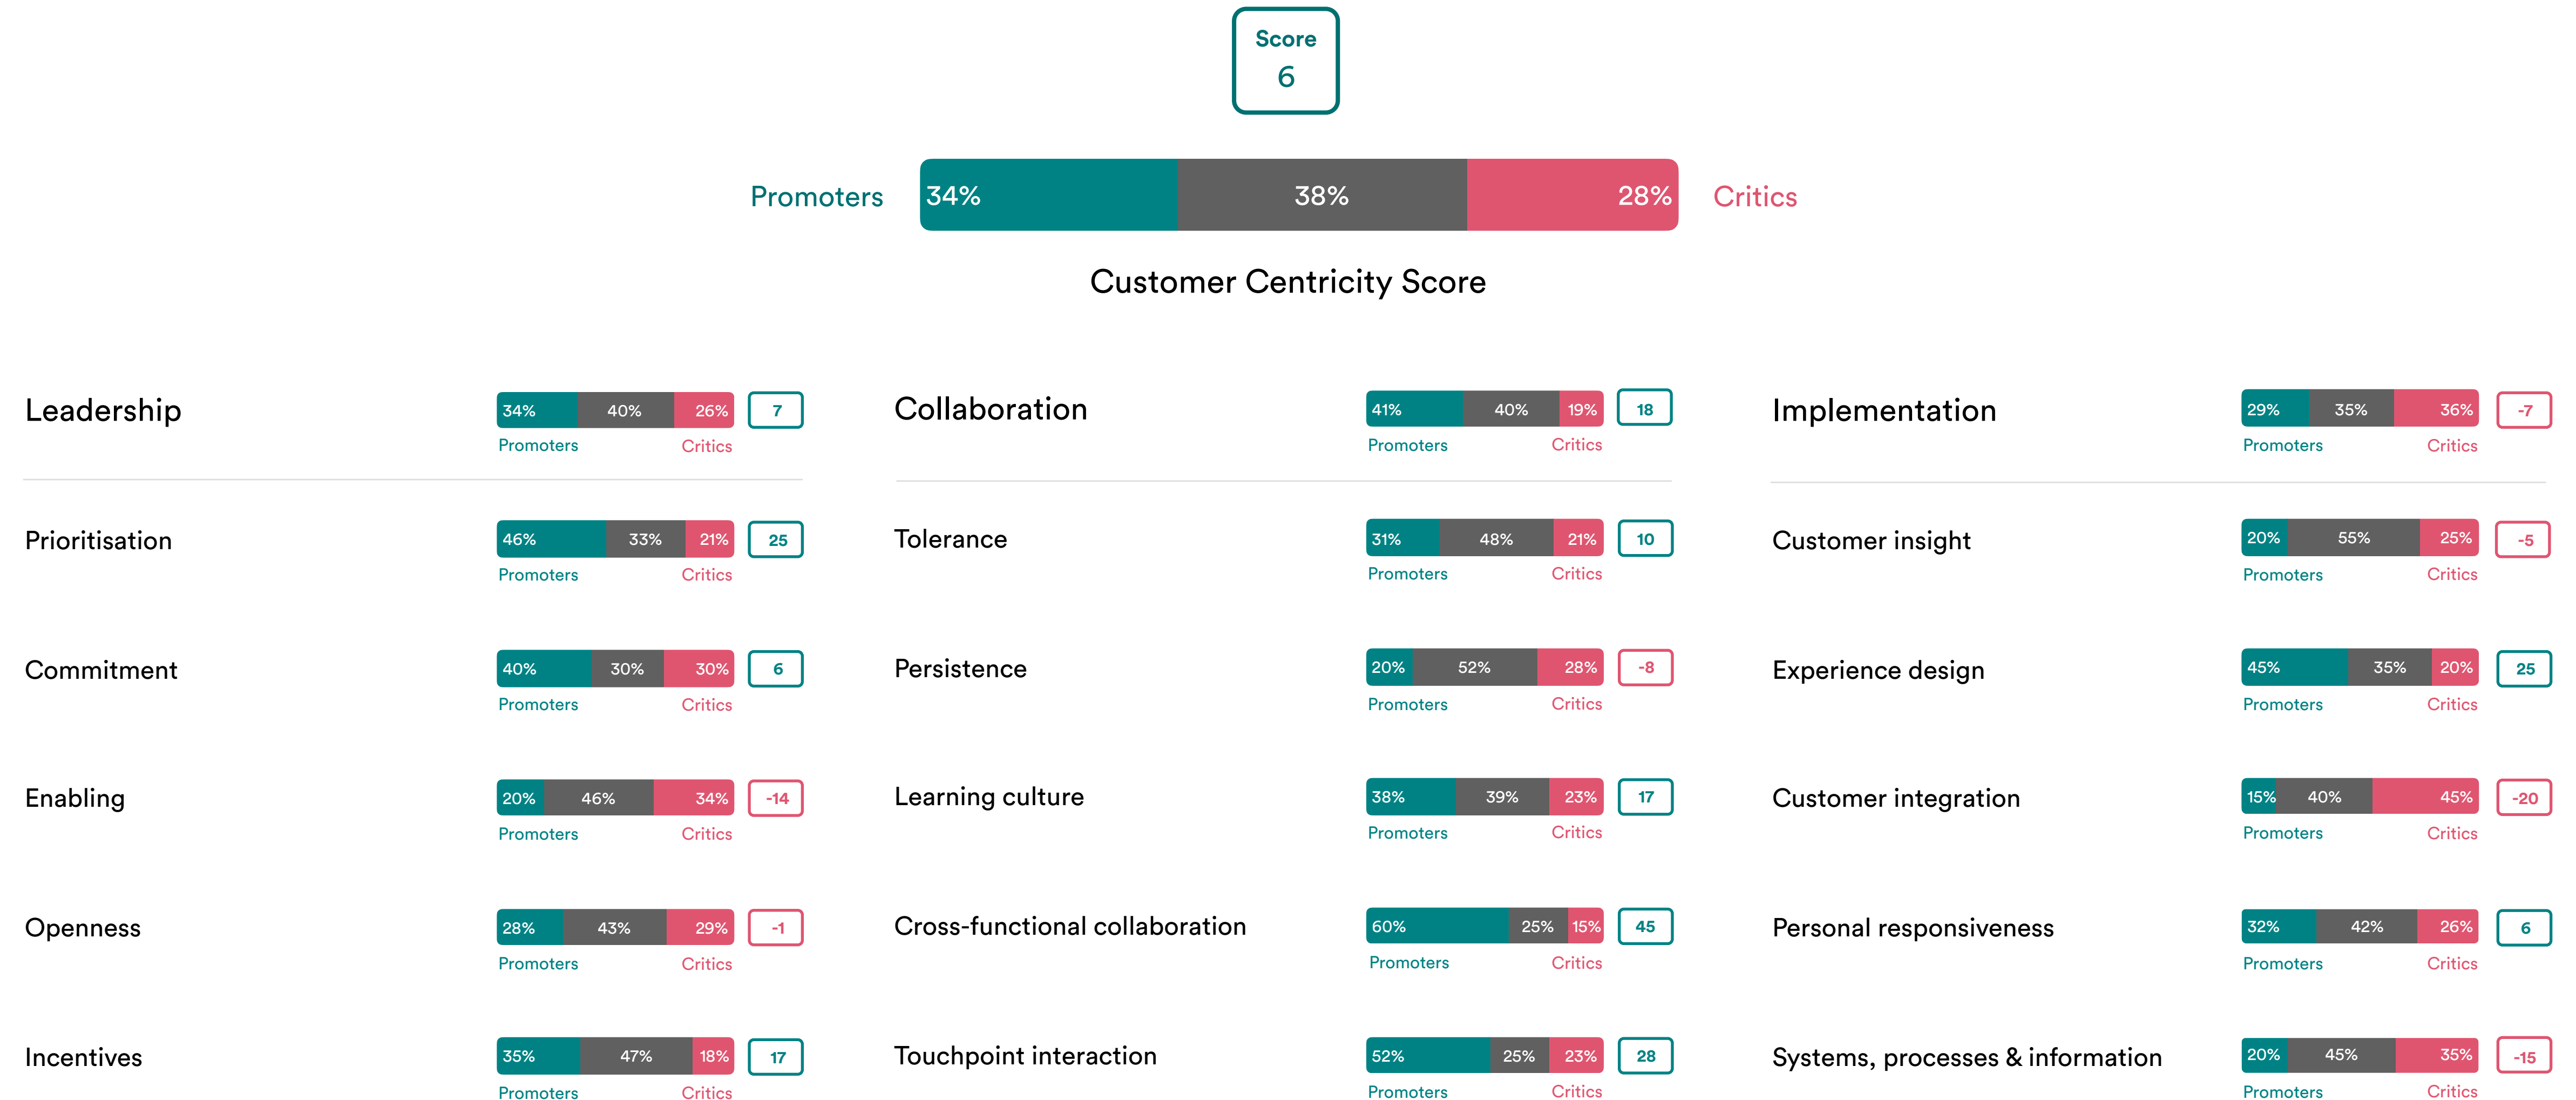 Score
6
Promoters 34% 38% 28% Critics
Customer Centricity Score
Leadership 34% 40% 26% 7
Promoters Critics
Prioritisation 46% 33% 21% 25
Promoters Critics
Commitment 40% 30% 30% 6
Promoters Critics
Enabling 20% 46% 34% -14
Promoters Critics
Openness 28% 43% 29% -1
Promoters Critics
Incentives 35% 47% 18% 17
Promoters Critics
Collaboration 41% 40% 19% 18
Promoters Critics
Tolerance 31% 48% 21% 10
Promoters Critics
Persistence 20% 52% 28% -8
Promoters Critics
Learning culture 38% 39% 23% 17
Promoters Critics
Cross-functional collaboration 60% 25% 15% 45
Promoters Critics
Touchpoint interaction 52% 25% 23% 28
Promoters Critics
Implementation 29% 35% 36% -7
Promoters Critics
Customer insight 20% 55% 25% -5
Promoters Critics
Experience design 45% 35% 20% 25
Promoters Critics
Customer integration 15% 40% 45% -20
Promoters Critics
Personal responsiveness 32% 42% 26% 6
Promoters Critics
Systems, processes & information 20% 45% 35% -15
Promoters Critics